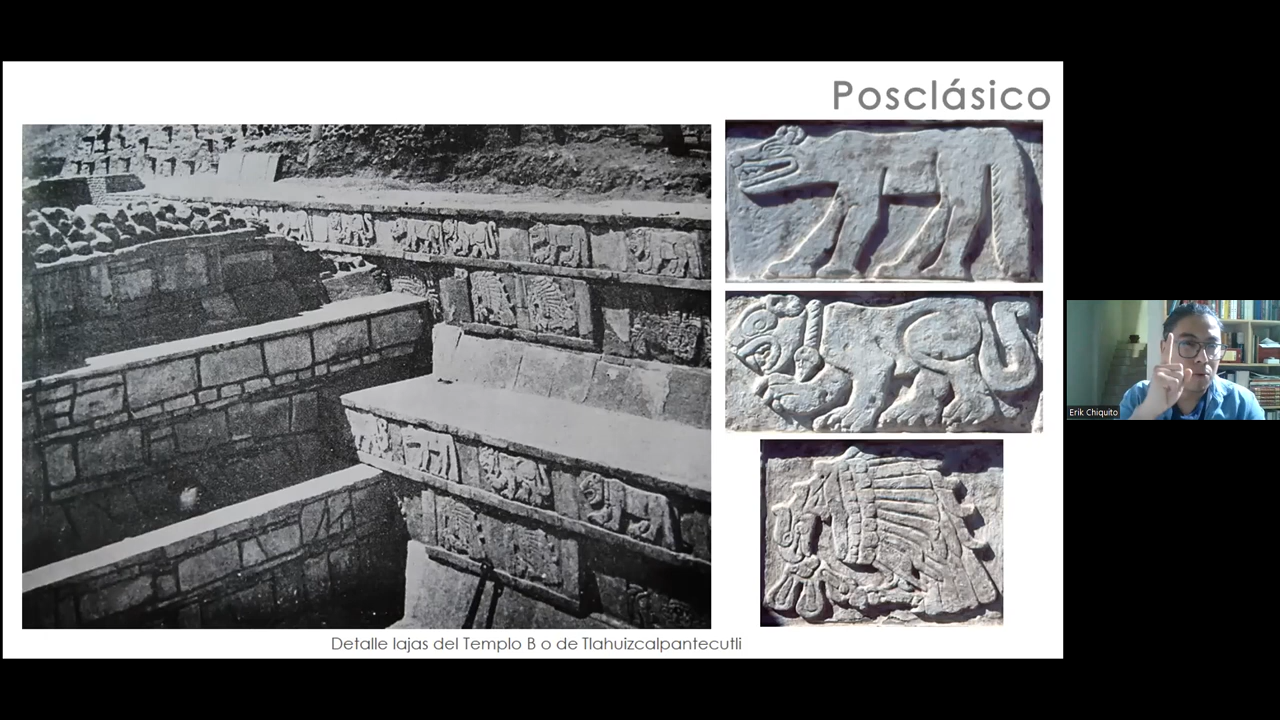 Posclásico
Erik Chiquito
Detalle lajas del Templo B o de Tlahuizcalpantecutli